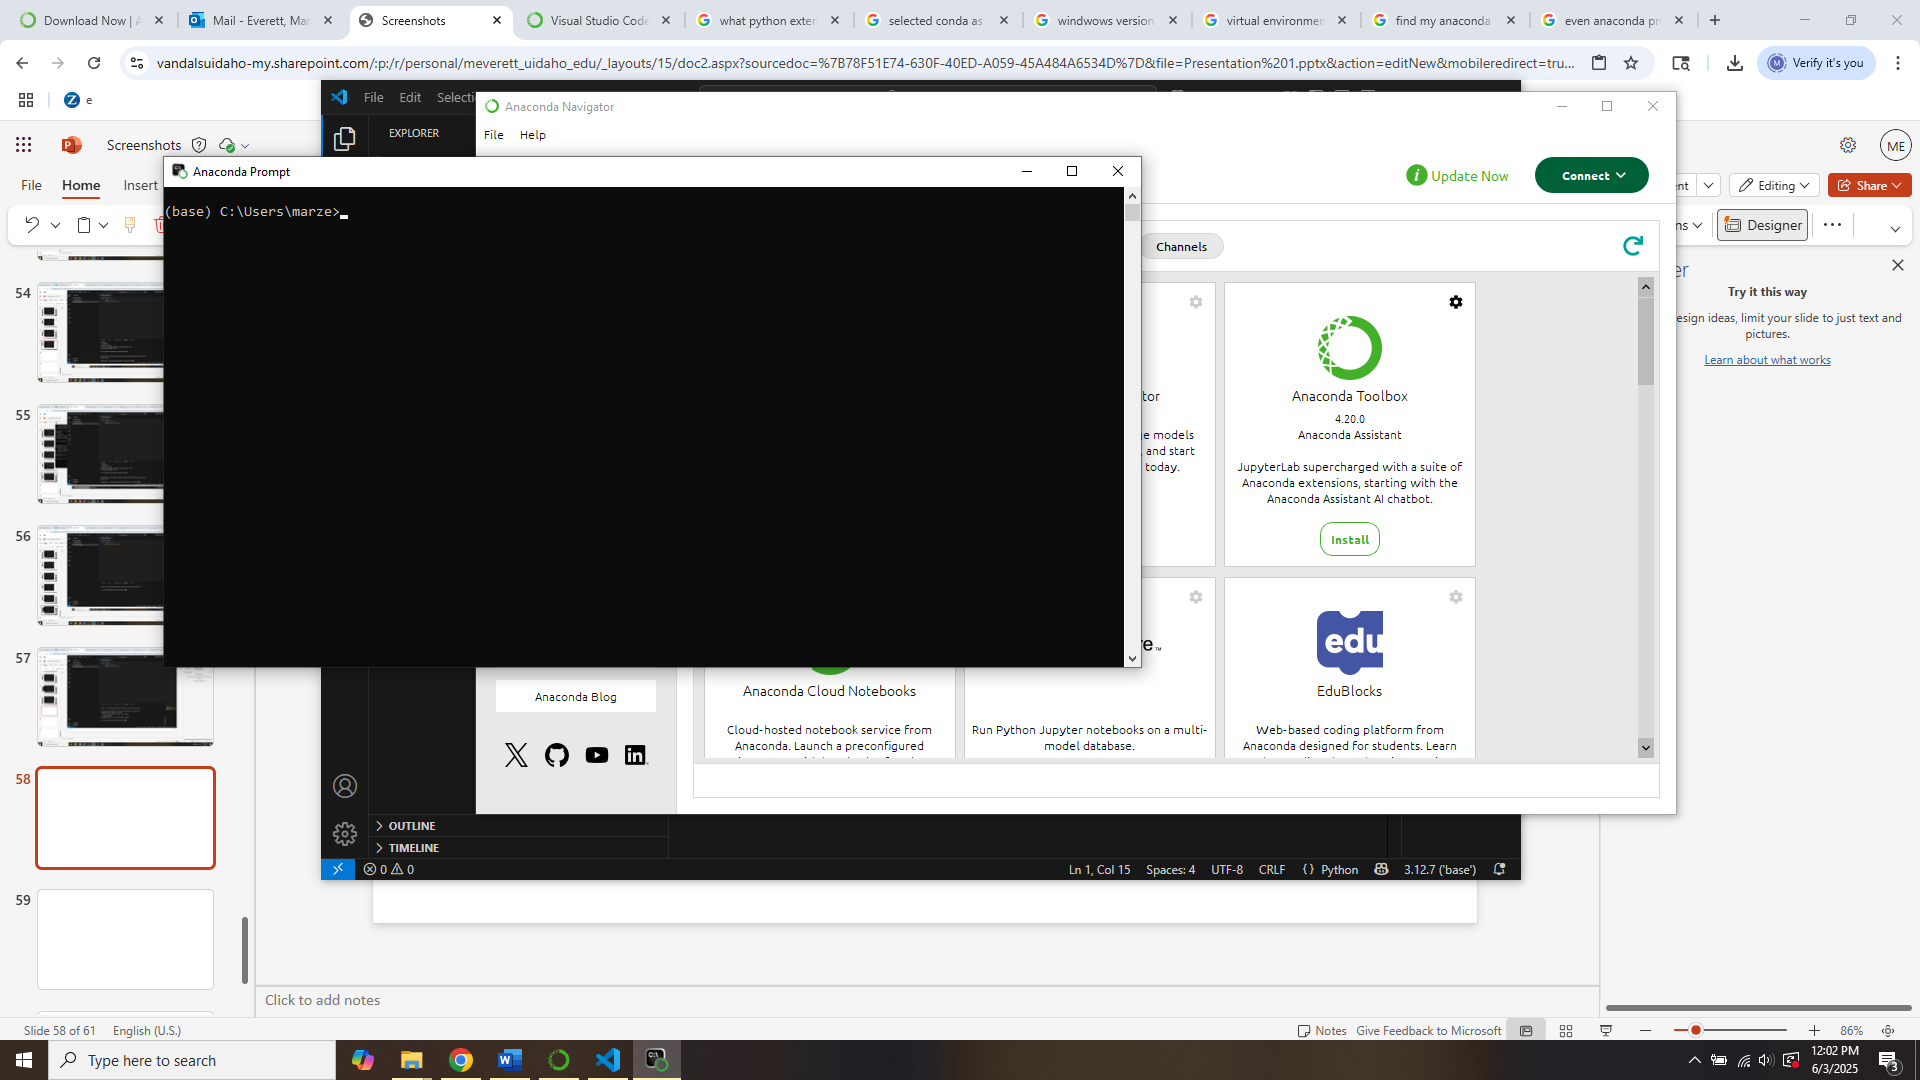 Download Now | A
Mail - Everett, Mar
Screenshots
Visual Studio Code
what python exten
selected conda as
windwows version
virtual environmen
find my anaconda
even anaconda pr
vandalsuidaho-my.sharepoint.com/:p:/r/personal/meverett_uidaho_edu/_layouts/15/doc2.aspx?sourcedoc=%7B78F51E74-630F-40ED-A059-45A484A6534D%7D&file=Presentation%201.pptx&action=editNew&mobileredirect=tru...
Verify it's you
e
File Edit Selecti
Anaconda Navigator
EXPLORER
File Help
Screenshots
ME
Anaconda Prompt
Update Now
Connect
File Home Insert
ent
Editing
Share
(base) C:\Users\marze>
ns
Designer
Channels
er
Try it this way
esign ideas, limit your slide to just text and
pictures.
Learn about what works
54
tor
e models
, and start
today.
Anaconda Toolbox
4.20.0
Anaconda Assistant
JupyterLab supercharged with a suite of
Anaconda extensions, starting with the
Anaconda Assistant AI chatbot.
Install
55
56
57
58
59
edu
re™
Anaconda Blog
Anaconda Cloud Notebooks
Cloud-hosted notebook service from
Anaconda. Launch a preconfigured
Run Python Jupyter notebooks on a multi-
model database.
EduBlocks
Web-based coding platform from
Anaconda designed for students. Learn
OUTLINE
TIMELINE
0 0
Ln 1, Col 15 Spaces: 4 UTF-8 CRLF {} Python 3.12.7 ('base')
Click to add notes
Slide 58 of 61 English (U.S.)
Notes Give Feedback to Microsoft 86%
Type here to search
12:02 PM
6/3/2025
3